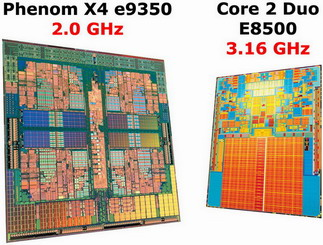 Phenom X4 e9350
2.0 GHz
Core 2 Duo
E8500
3.16 GHz